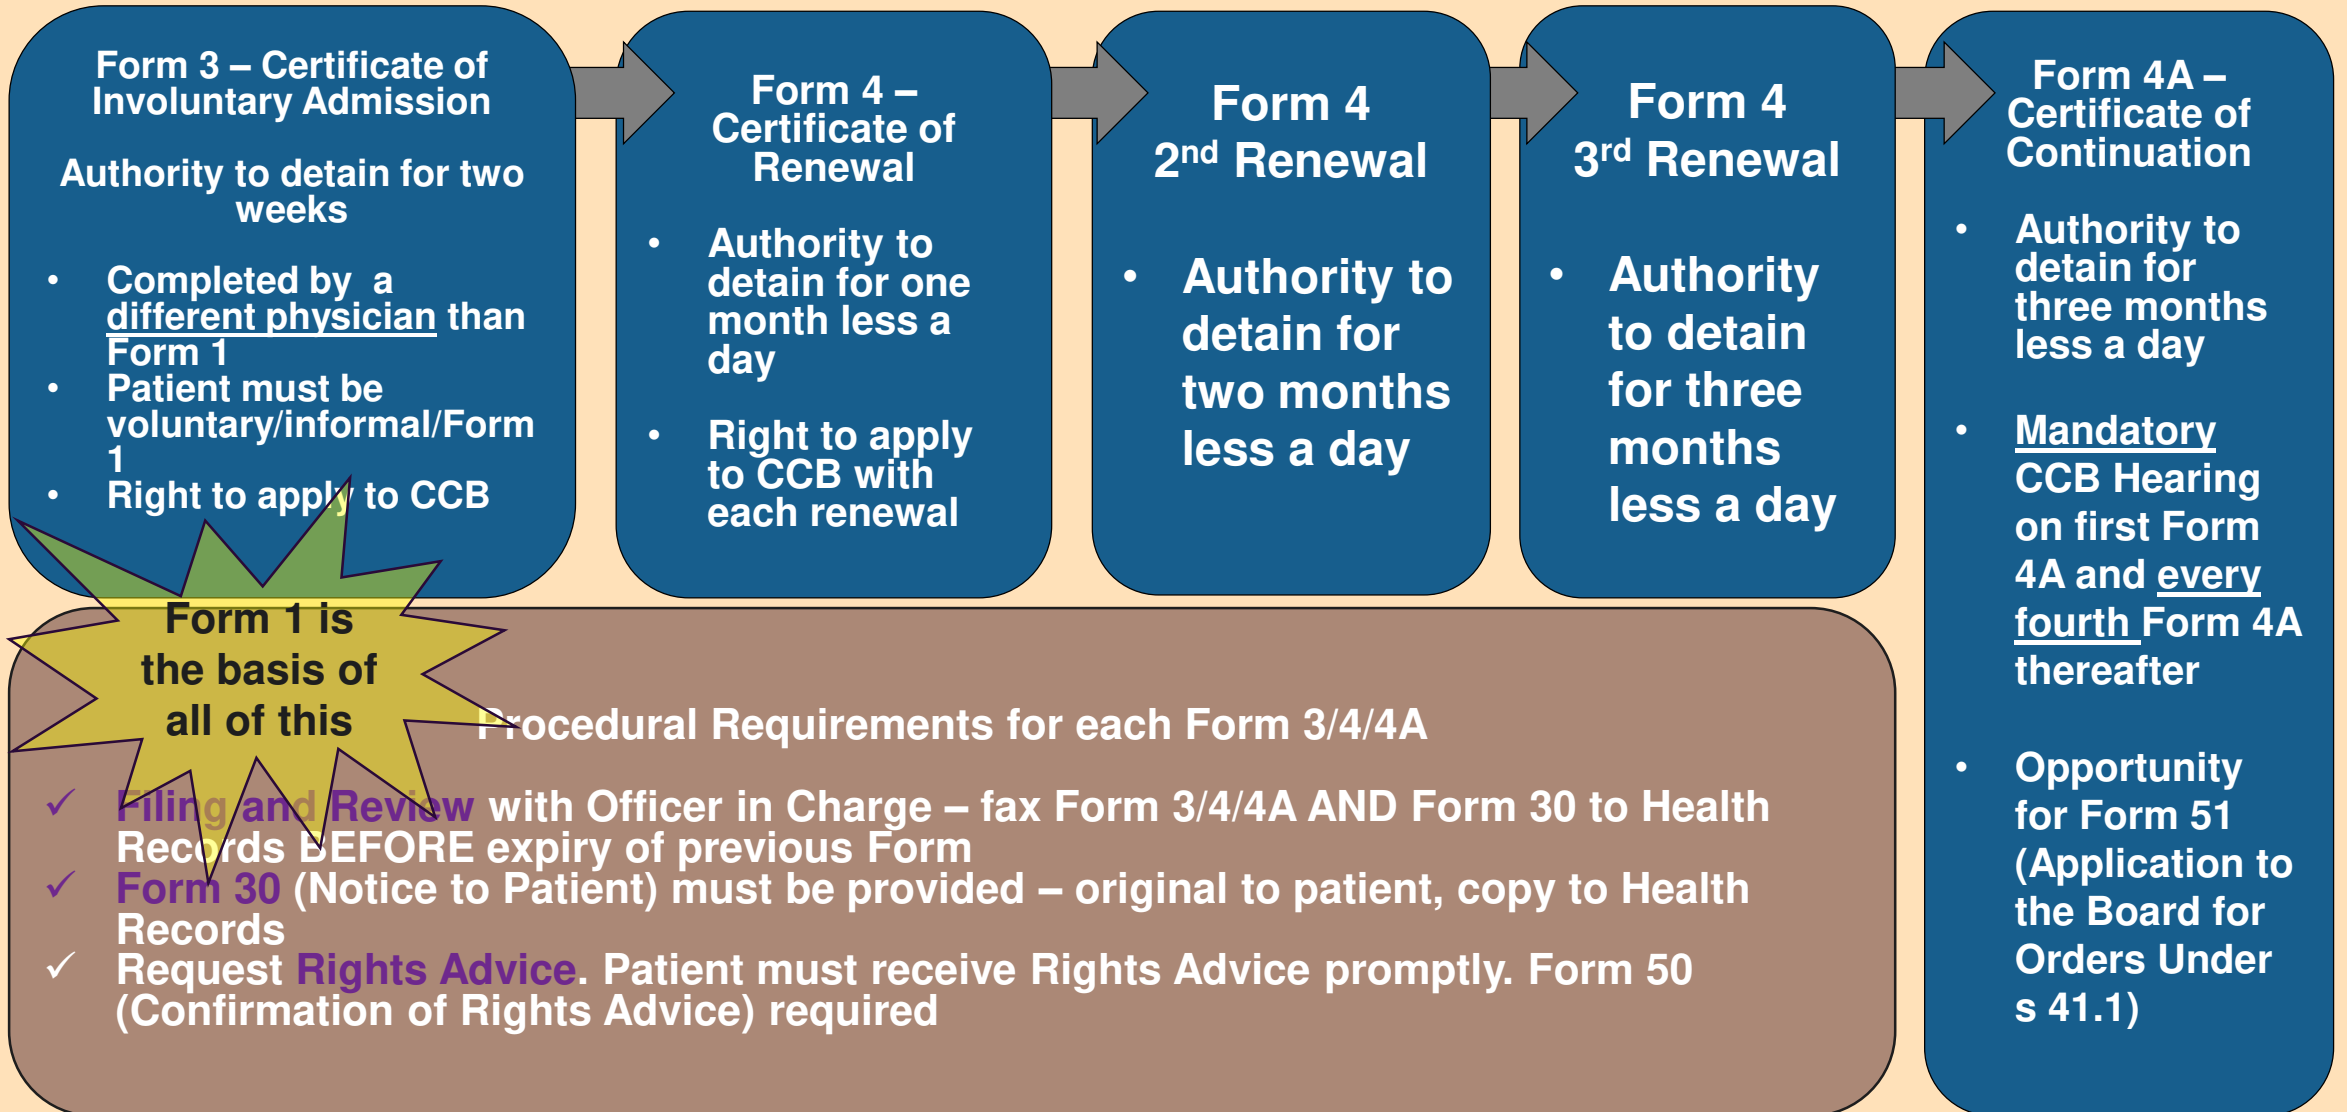 Form 3 – Certificate of
Involuntary Admission
Authority to detain for two
weeks
• Completed by a
different physician than
Form 1
• Patient must be
voluntary/informal/Form
1
• Right to apply to CCB
Form 4 –
Certificate of
Renewal
• Authority to
detain for one
month less a
day
• Right to apply
to CCB with
each renewal
Form 4
2nd Renewal
• Authority to
detain for
two months
less a day
Form 4
3rd Renewal
• Authority
to detain
for three
months
less a day
Form 4A –
Certificate of
Continuation
• Authority to
detain for
three months
less a day
• Mandatory
CCB Hearing
on first Form
4A and every
fourth Form 4A
thereafter
• Opportunity
for Form 51
(Application to
the Board for
Orders Under
s 41.1)
Form 1 is
the basis of
all of this
Procedural Requirements for each Form 3/4/4A
✓ Filing and Review with Officer in Charge – fax Form 3/4/4A AND Form 30 to Health
Records BEFORE expiry of previous Form
✓ Form 30 (Notice to Patient) must be provided – original to patient, copy to Health
Records
✓ Request Rights Advice. Patient must receive Rights Advice promptly. Form 50
(Confirmation of Rights Advice) required